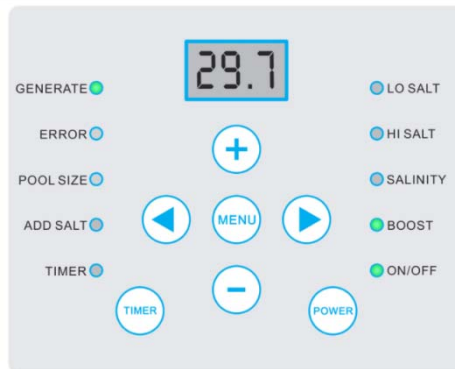 29.7
GENERATE
LO SALT
ERROR
HI SALT
POOL SIZE
SALINITY
ADD SALT
MENU
BOOST
TIMER
ON/OFF
TIMER
POWER